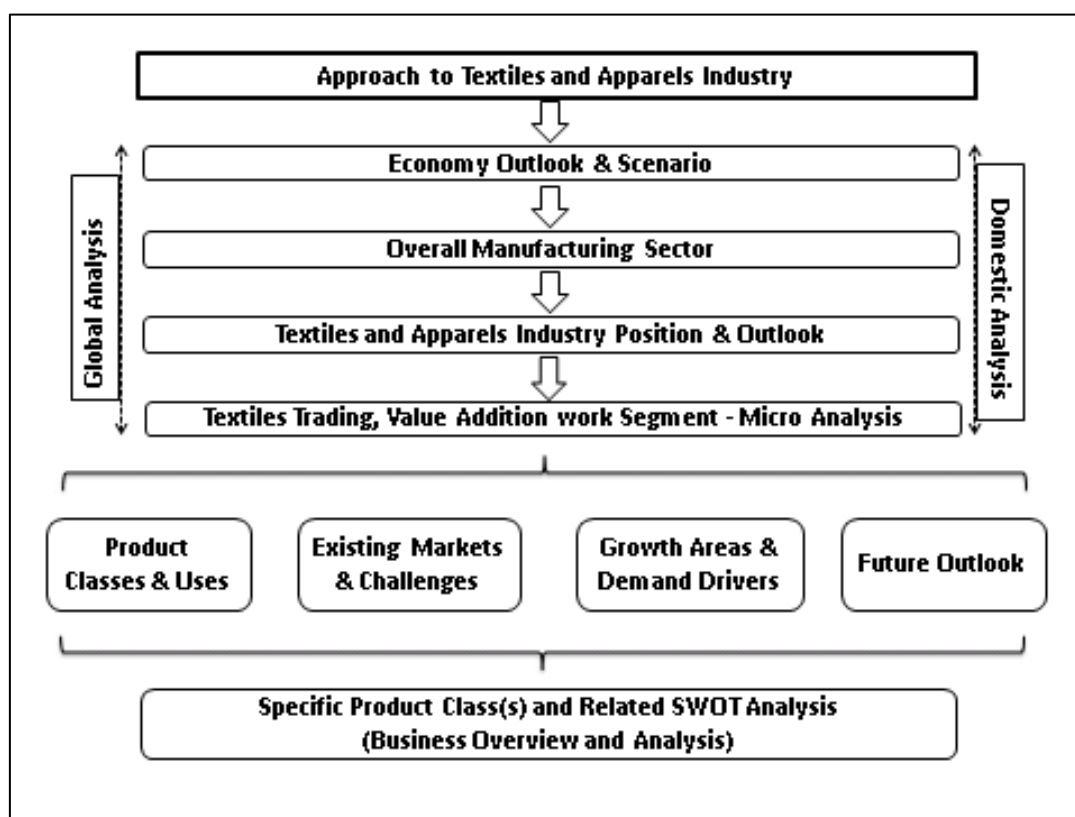 Approach to Textiles and Apparels Industry
Economy Outlook & Scenario
Global Analysis
Domestic Analysis
Overall Manufacturing Sector
Textiles and Apparels Industry Position & Outlook
Textiles Trading, Value Addition work Segment - Micro Analysis
Product
Classes & Uses
Existing Markets
& Challenges
Growth Areas &
Demand Drivers
Future Outlook
Specific Product Class(s) and Related SWOT Analysis
(Business Overview and Analysis)